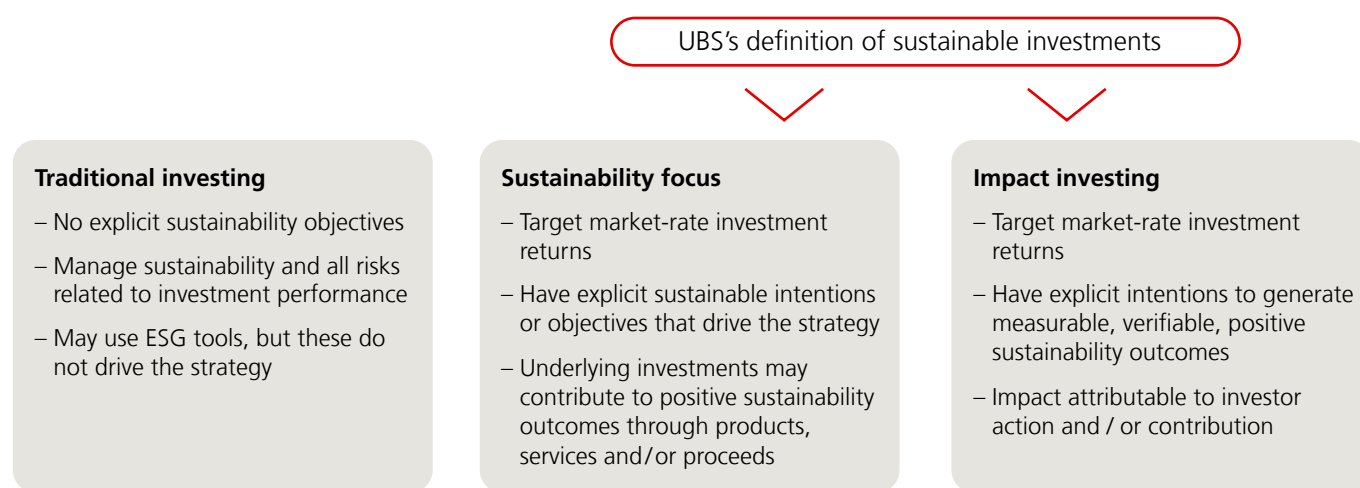 UBS's definition of sustainable investments
Traditional investing
– No explicit sustainability objectives
– Manage sustainability and all risks
related to investment performance
– May use ESG tools, but these do
not drive the strategy
Sustainability focus
– Target market-rate investment
returns
– Have explicit sustainable intentions
or objectives that drive the strategy
– Underlying investments may
contribute to positive sustainability
outcomes through products,
services and/or proceeds
Impact investing
– Target market-rate investment
returns
– Have explicit intentions to generate
measurable, verifiable, positive
sustainability outcomes
– Impact attributable to investor
action and / or contribution